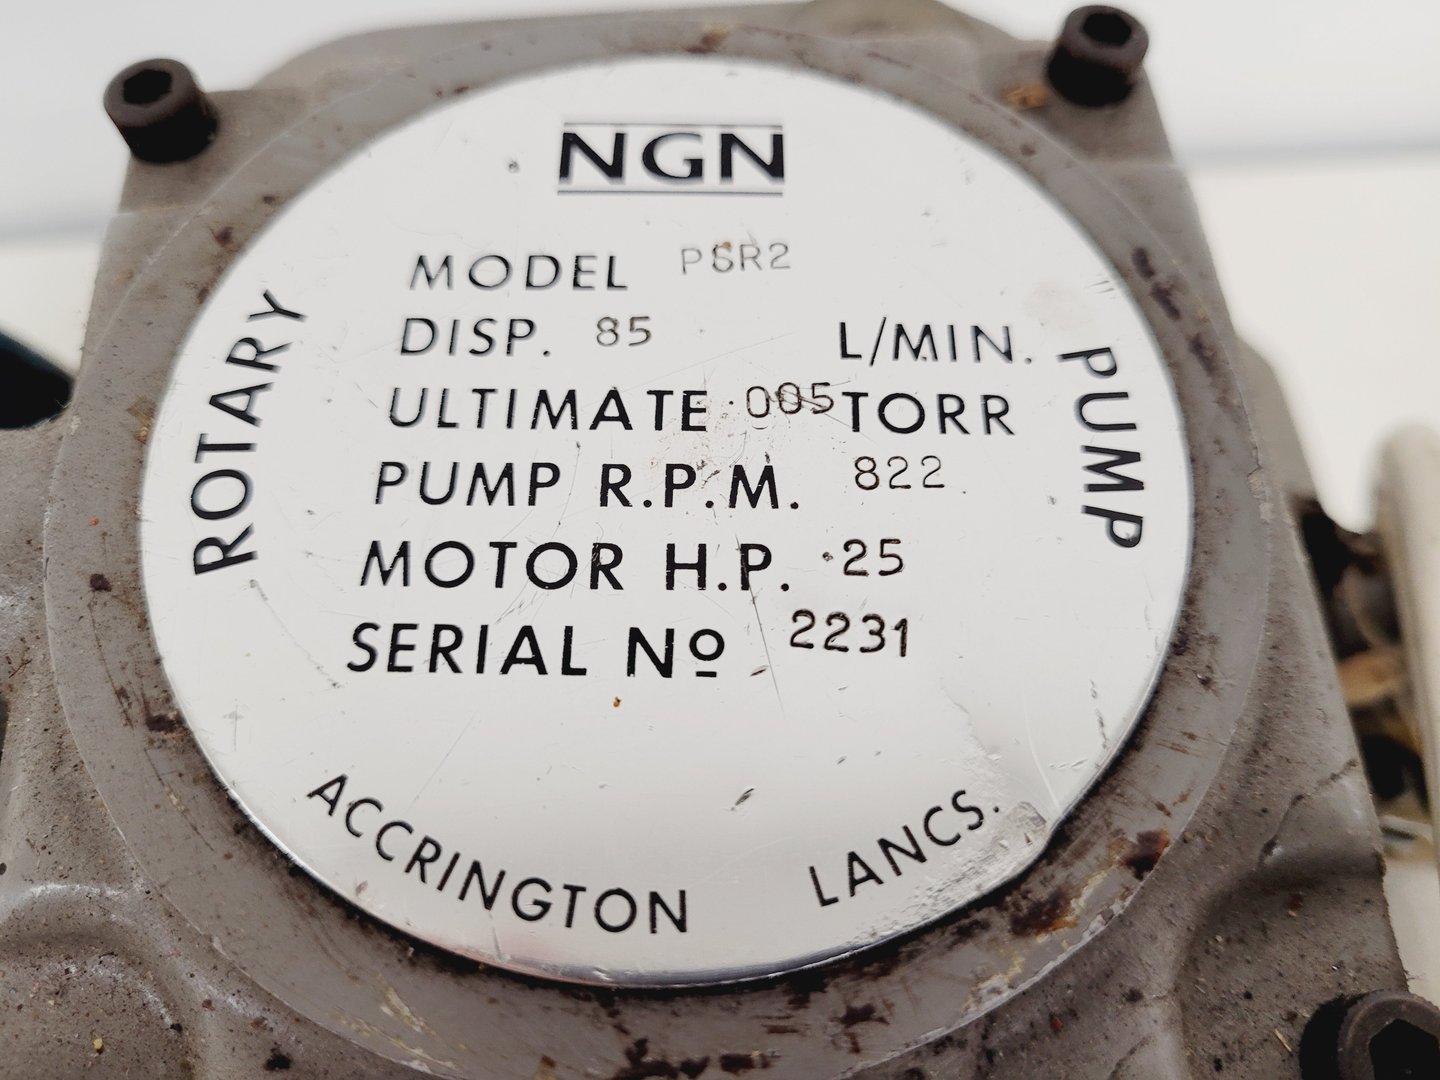 NGN
MODEL PSR2
DISP. 85 L/MIN.
ULTIMATE ·005 TORR
PUMP R.P.M. 822
MOTOR H.P. ·25
SERIAL Nº 2231
ROTARY
PUMP
ACCRINGTON LANCS.